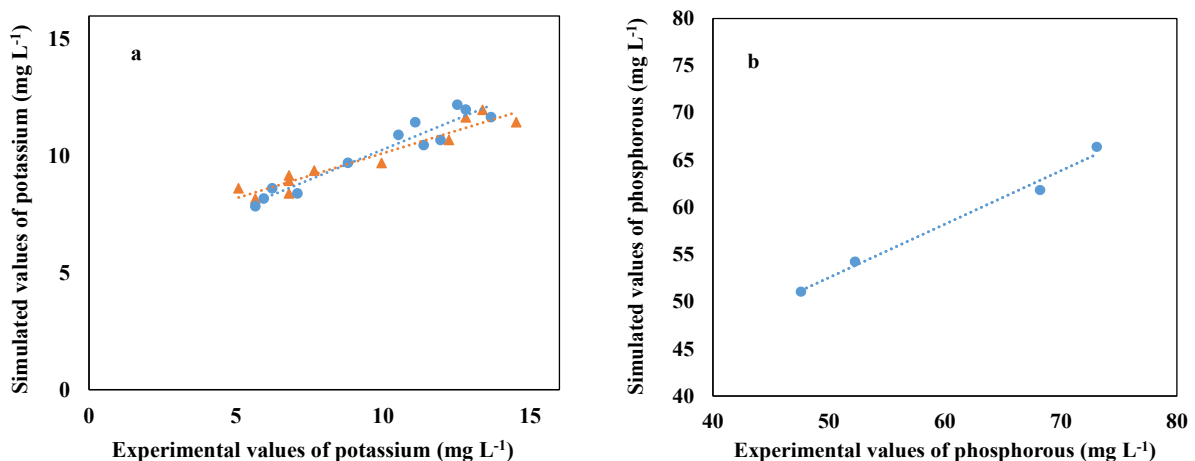 a
Simulated values of potassium (mg L-1)
15
10
5
0
0 5 10 15
Experimental values of potassium (mg L-1)
b
Simulated values of phosphorous (mg L-1)
80
75
70
65
60
55
50
45
40
40 50 60 70 80
Experimental values of phosphorous (mg L-1)